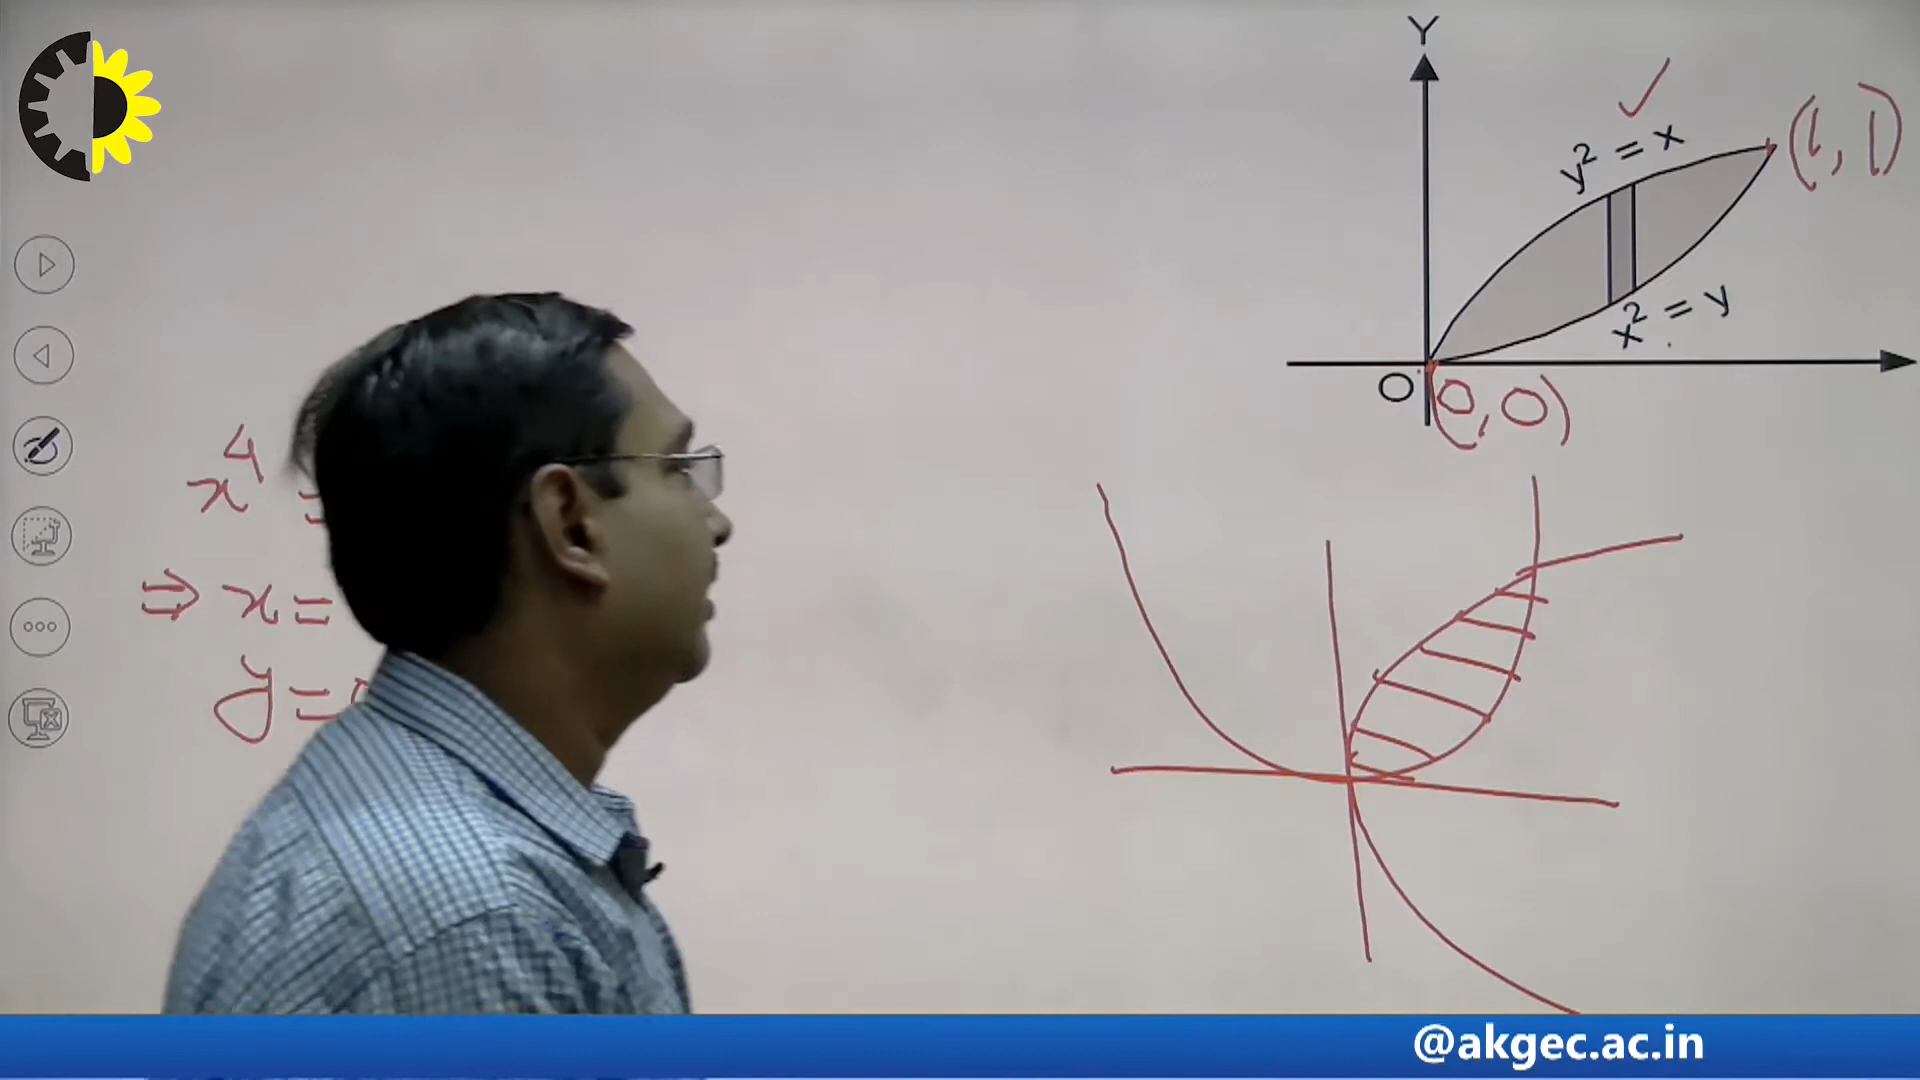 Y
y² = x
(1, 1)
x² = y
O
(0, 0)
x⁴ =
⇒ x =
y =
@akgec.ac.in